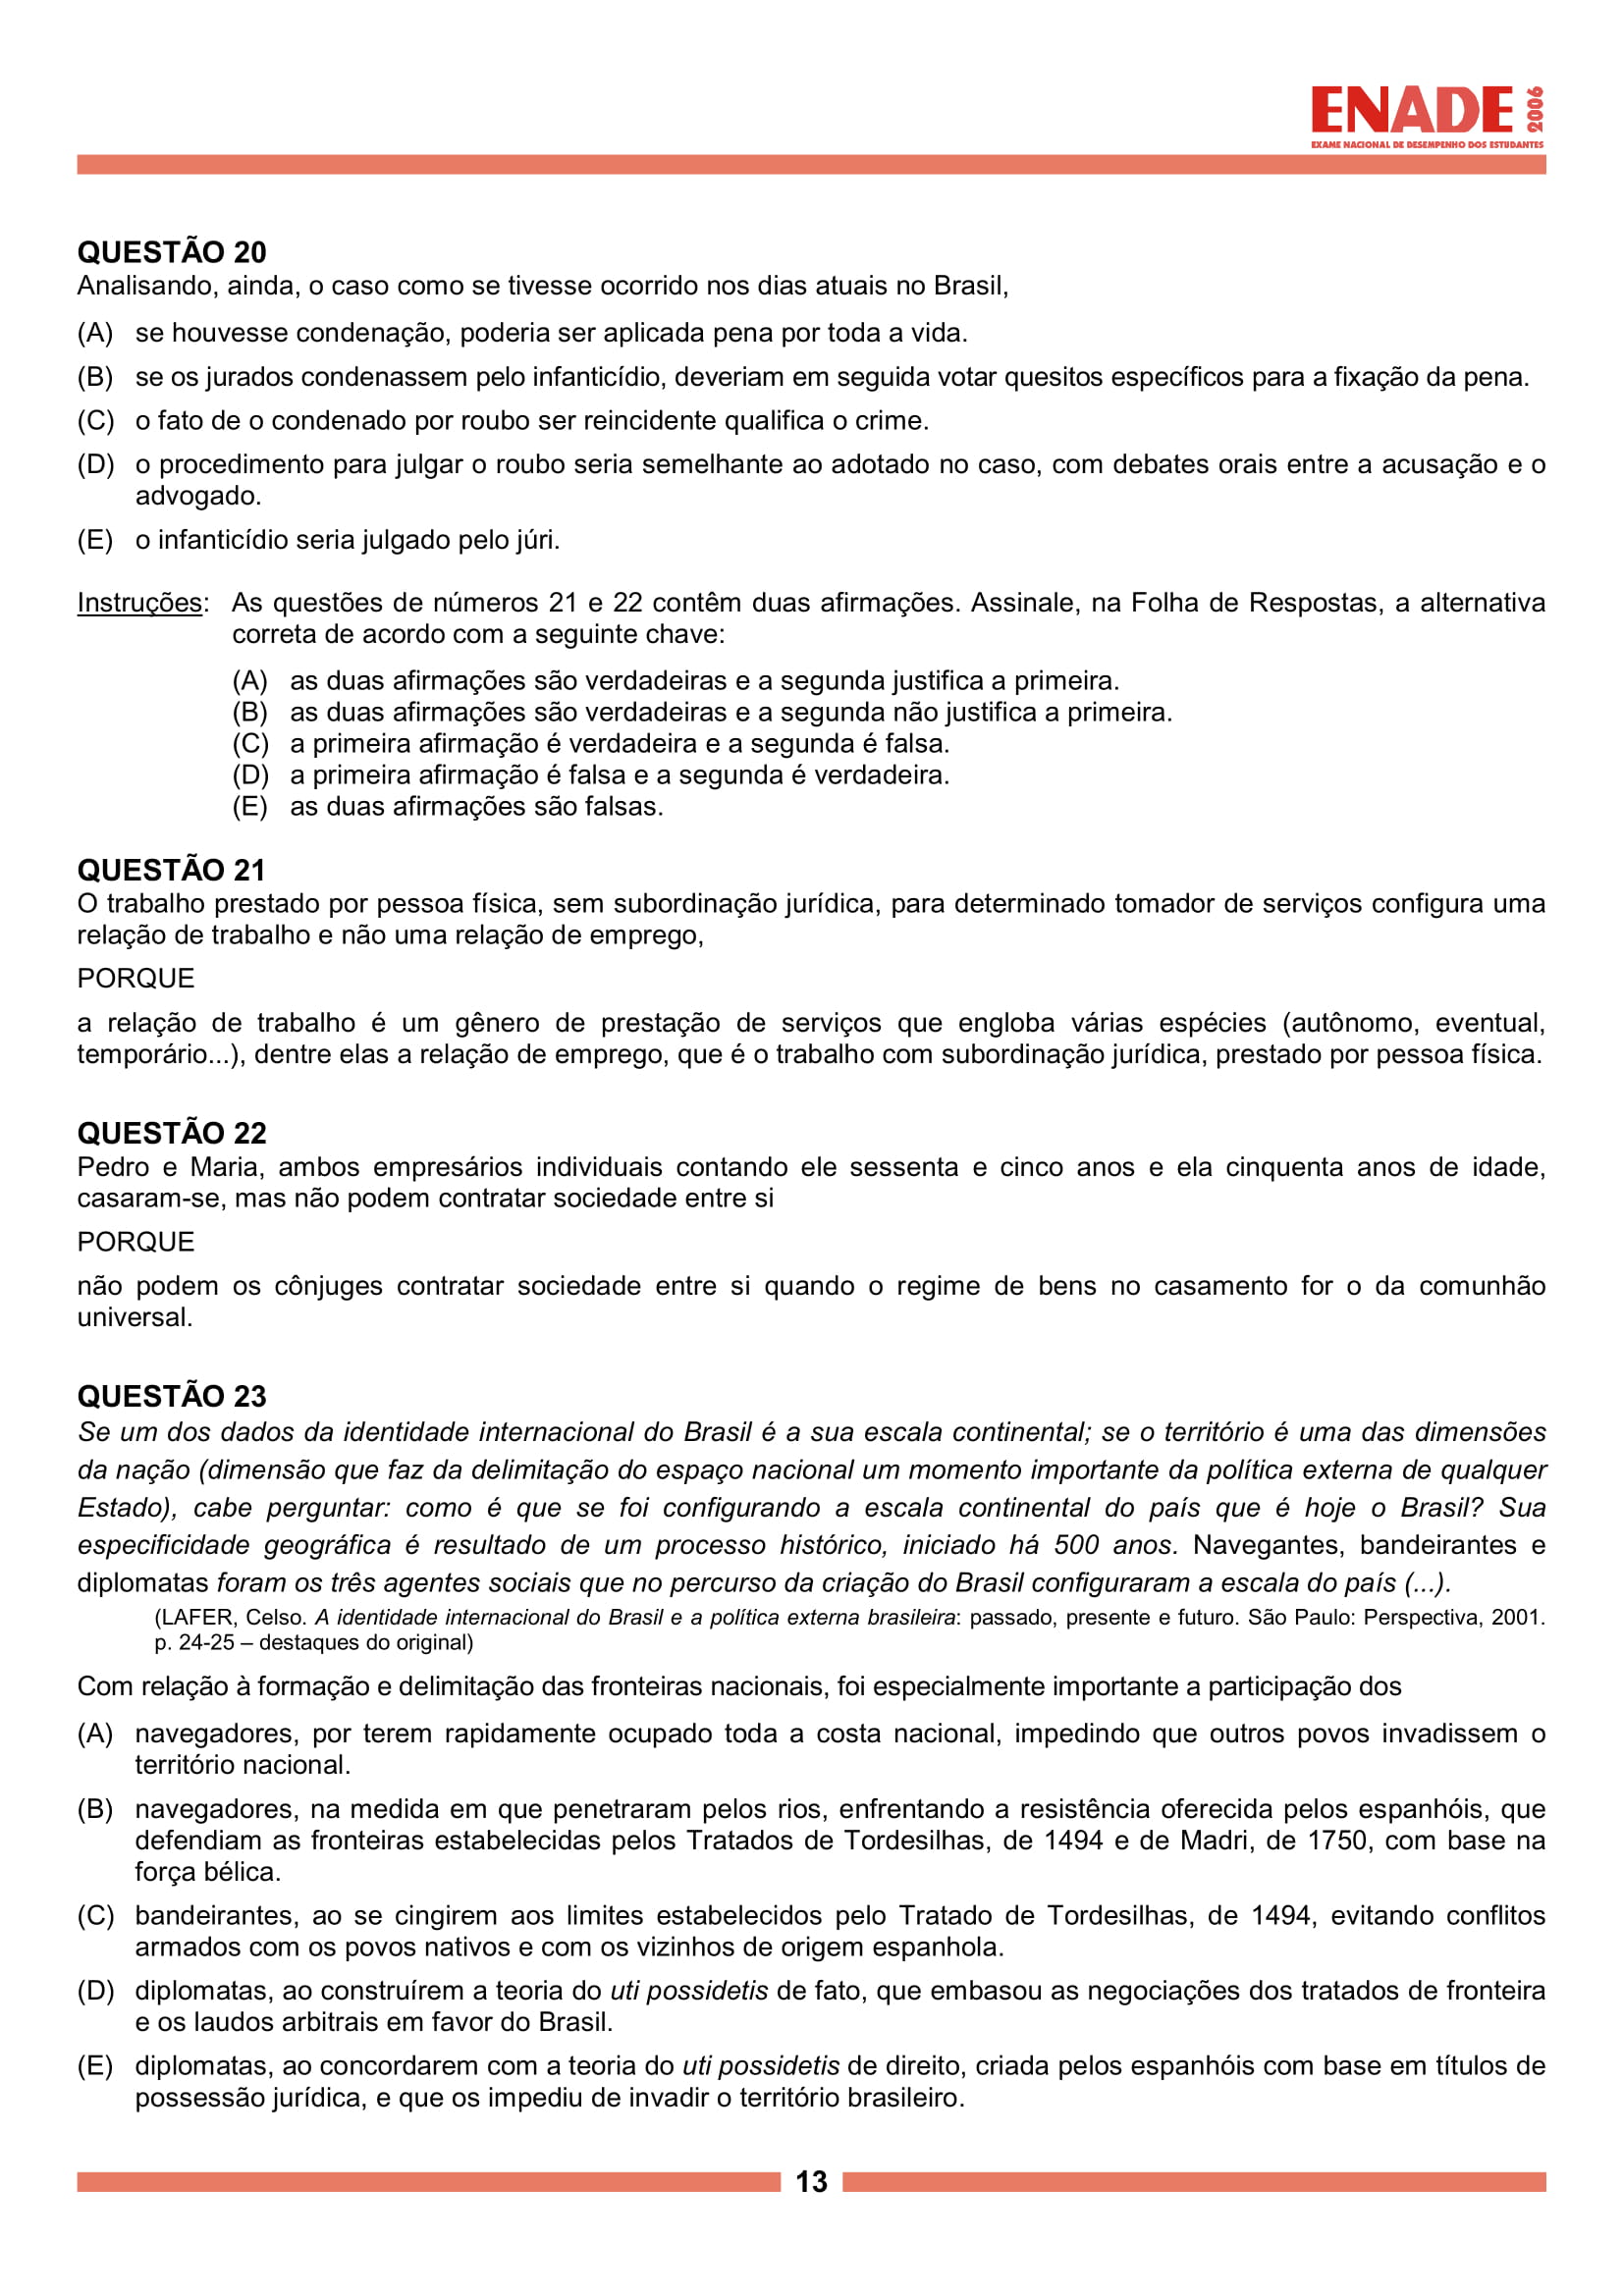 ENADE 2006
EXAME NACIONAL DE DESEMPENHO DOS ESTUDANTES
QUESTÃO 20
Analisando, ainda, o caso como se tivesse ocorrido nos dias atuais no Brasil,
(A) se houvesse condenação, poderia ser aplicada pena por toda a vida.
(B) se os jurados condenassem pelo infanticídio, deveriam em seguida votar quesitos específicos para a fixação da pena.
(C) o fato de o condenado por roubo ser reincidente qualifica o crime.
(D) o procedimento para julgar o roubo seria semelhante ao adotado no caso, com debates orais entre a acusação e o
advogado.
(E) o infanticídio seria julgado pelo júri.
Instruções: As questões de números 21 e 22 contêm duas afirmações. Assinale, na Folha de Respostas, a alternativa
correta de acordo com a seguinte chave:
(A) as duas afirmações são verdadeiras e a segunda justifica a primeira.
(B) as duas afirmações são verdadeiras e a segunda não justifica a primeira.
(C) a primeira afirmação é verdadeira e a segunda é falsa.
(D) a primeira afirmação é falsa e a segunda é verdadeira.
(E) as duas afirmações são falsas.
QUESTÃO 21
O trabalho prestado por pessoa física, sem subordinação jurídica, para determinado tomador de serviços configura uma
relação de trabalho e não uma relação de emprego,
PORQUE
a relação de trabalho é um gênero de prestação de serviços que engloba várias espécies (autônomo, eventual,
temporário...), dentre elas a relação de emprego, que é o trabalho com subordinação jurídica, prestado por pessoa física.
QUESTÃO 22
Pedro e Maria, ambos empresários individuais contando ele sessenta e cinco anos e ela cinquenta anos de idade,
casaram-se, mas não podem contratar sociedade entre si
PORQUE
não podem os cônjuges contratar sociedade entre si quando o regime de bens no casamento for o da comunhão
universal.
QUESTÃO 23
Se um dos dados da identidade internacional do Brasil é a sua escala continental; se o território é uma das dimensões
da nação (dimensão que faz da delimitação do espaço nacional um momento importante da política externa de qualquer
Estado), cabe perguntar: como é que se foi configurando a escala continental do país que é hoje o Brasil? Sua
especificidade geográfica é resultado de um processo histórico, iniciado há 500 anos. Navegantes, bandeirantes e
diplomatas foram os três agentes sociais que no percurso da criação do Brasil configuraram a escala do país (...).
(LAFER, Celso. A identidade internacional do Brasil e a política externa brasileira: passado, presente e futuro. São Paulo: Perspectiva, 2001.
p. 24-25 – destaques do original)
Com relação à formação e delimitação das fronteiras nacionais, foi especialmente importante a participação dos
(A) navegadores, por terem rapidamente ocupado toda a costa nacional, impedindo que outros povos invadissem o
território nacional.
(B) navegadores, na medida em que penetraram pelos rios, enfrentando a resistência oferecida pelos espanhóis, que
defendiam as fronteiras estabelecidas pelos Tratados de Tordesilhas, de 1494 e de Madri, de 1750, com base na
força bélica.
(C) bandeirantes, ao se cingirem aos limites estabelecidos pelo Tratado de Tordesilhas, de 1494, evitando conflitos
armados com os povos nativos e com os vizinhos de origem espanhola.
(D) diplomatas, ao construírem a teoria do uti possidetis de fato, que embasou as negociações dos tratados de fronteira
e os laudos arbitrais em favor do Brasil.
(E) diplomatas, ao concordarem com a teoria do uti possidetis de direito, criada pelos espanhóis com base em títulos de
possessão jurídica, e que os impediu de invadir o território brasileiro.
13